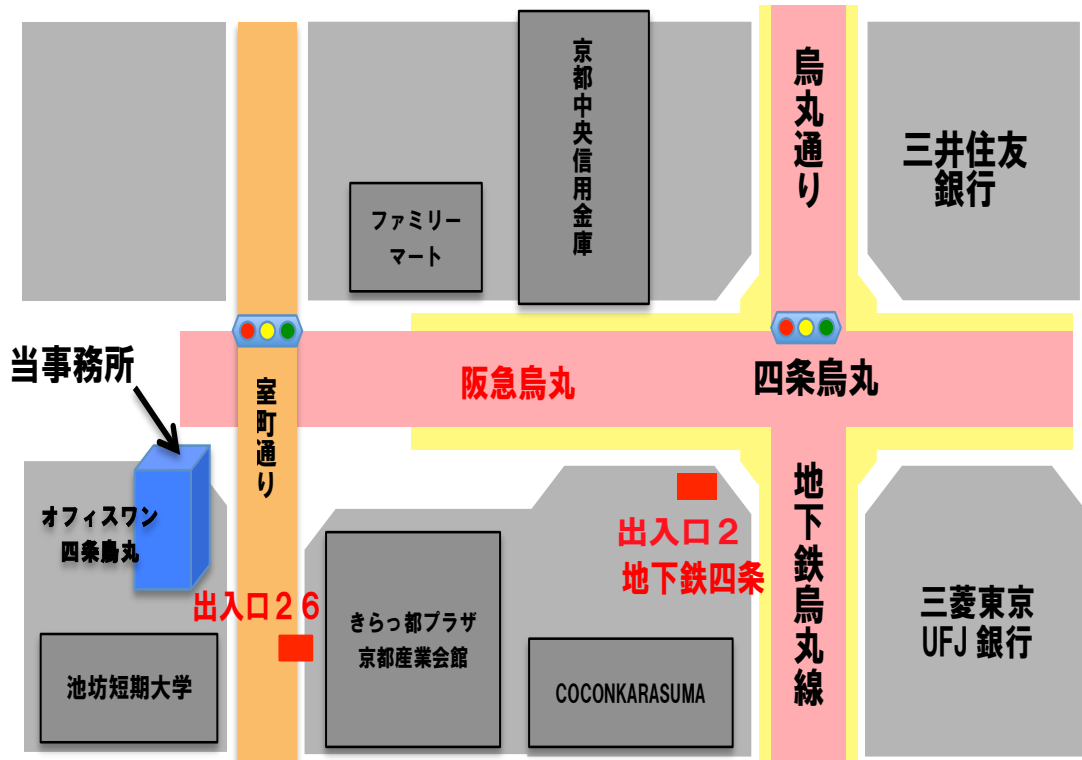 京都中央信用金庫
烏丸通り
三井住友
銀行
ファミリー
マート
当事務所
阪急烏丸
四条烏丸
室町通り
地下鉄烏丸線
オフィスワン
四条烏丸
出入口２
地下鉄四条
出入口２６
きらっ都プラザ
京都産業会館
三菱東京
UFJ 銀行
池坊短期大学
COCONKARASUMA